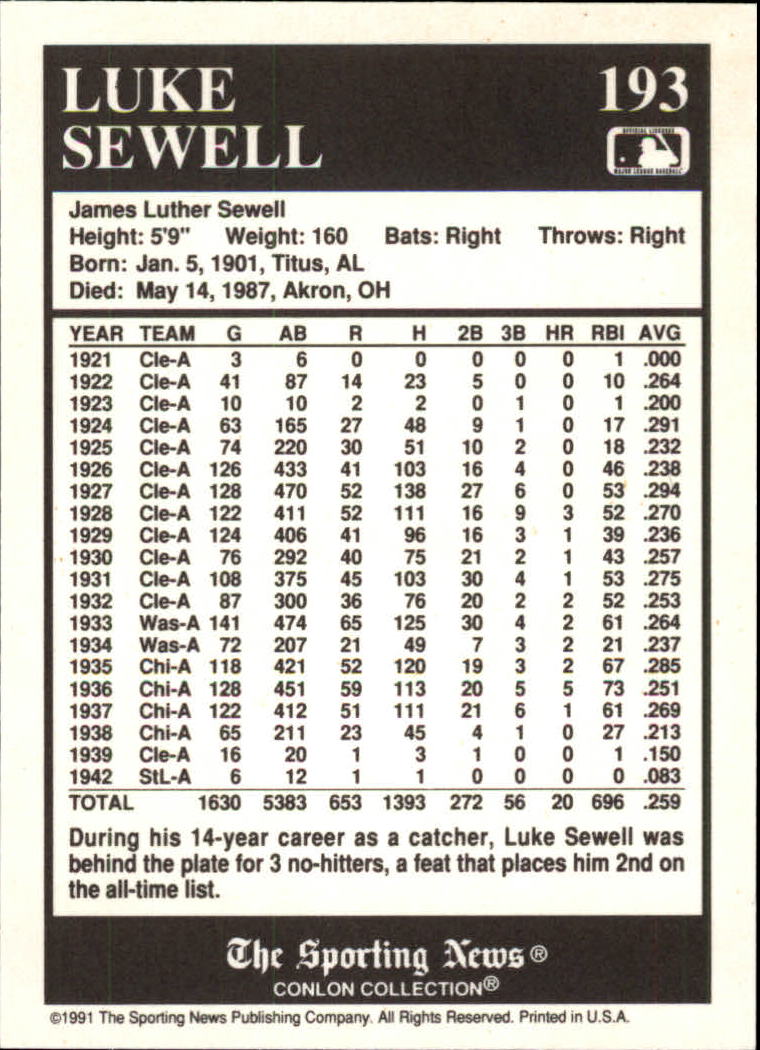 LUKE 193
SEWELL
OFFICIAL LICENSEE
MAJOR LEAGUE BASEBALL
James Luther Sewell
Height: 5'9" Weight: 160 Bats: Right Throws: Right
Born: Jan. 5, 1901, Titus, AL
Died: May 14, 1987, Akron, OH
YEAR TEAM G AB R H 2B 3B HR RBI AVG
1921 Cle-A 3 6 0 0 0 0 0 1 .000
1922 Cle-A 41 87 14 23 5 0 0 10 .264
1923 Cle-A 10 10 2 2 0 1 0 1 .200
1924 Cle-A 63 165 27 48 9 1 0 17 .291
1925 Cle-A 74 220 30 51 10 2 0 18 .232
1926 Cle-A 126 433 41 103 16 4 0 46 .238
1927 Cle-A 128 470 52 138 27 6 0 53 .294
1928 Cle-A 122 411 52 111 16 9 3 52 .270
1929 Cle-A 124 406 41 96 16 3 1 39 .236
1930 Cle-A 76 292 40 75 21 2 1 43 .257
1931 Cle-A 108 375 45 103 30 4 1 53 .275
1932 Cle-A 87 300 36 76 20 2 2 52 .253
1933 Was-A 141 474 65 125 30 4 2 61 .264
1934 Was-A 72 207 21 49 7 3 2 21 .237
1935 Chi-A 118 421 52 120 19 3 2 67 .285
1936 Chi-A 128 451 59 113 20 5 5 73 .251
1937 Chi-A 122 412 51 111 21 6 1 61 .269
1938 Chi-A 65 211 23 45 4 1 0 27 .213
1939 Cle-A 16 20 1 3 1 0 0 1 .150
1942 StL-A 6 12 1 1 0 0 0 0 .083
TOTAL 1630 5383 653 1393 272 56 20 696 .259
During his 14-year career as a catcher, Luke Sewell was
behind the plate for 3 no-hitters, a feat that places him 2nd on
the all-time list.
The Sporting News®
CONLON COLLECTION®
©1991 The Sporting News Publishing Company. All Rights Reserved. Printed in U.S.A.